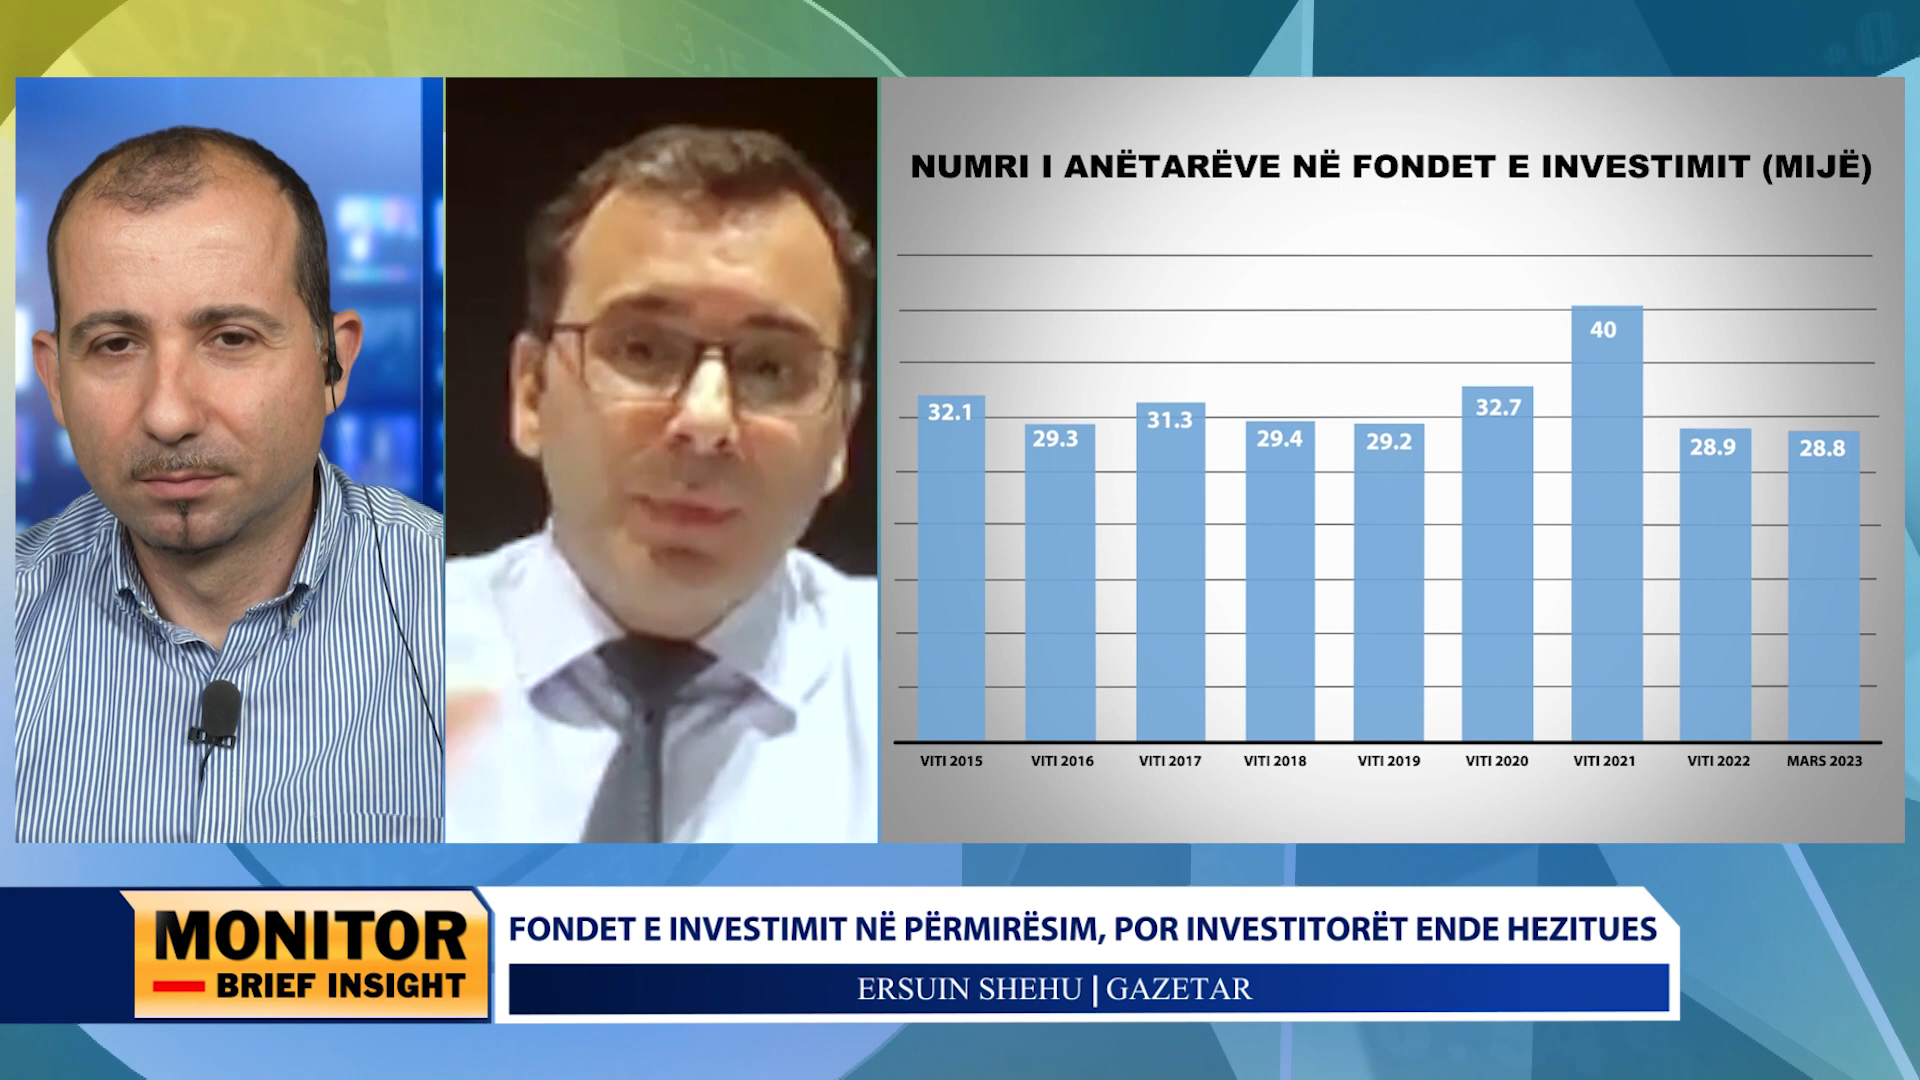 NUMRI I ANËTARËVE NË FONDET E INVESTIMIT (MIJË)
32.1
29.3
31.3
29.4
29.2
32.7
40
28.9
28.8
VITI 2015
VITI 2016
VITI 2017
VITI 2018
VITI 2019
VITI 2020
VITI 2021
VITI 2022
MARS 2023
MONITOR
BRIEF INSIGHT
FONDET E INVESTIMIT NË PËRMIRËSIM, POR INVESTITORËT ENDE HEZITUES
ERSUIN SHEHU | GAZETAR